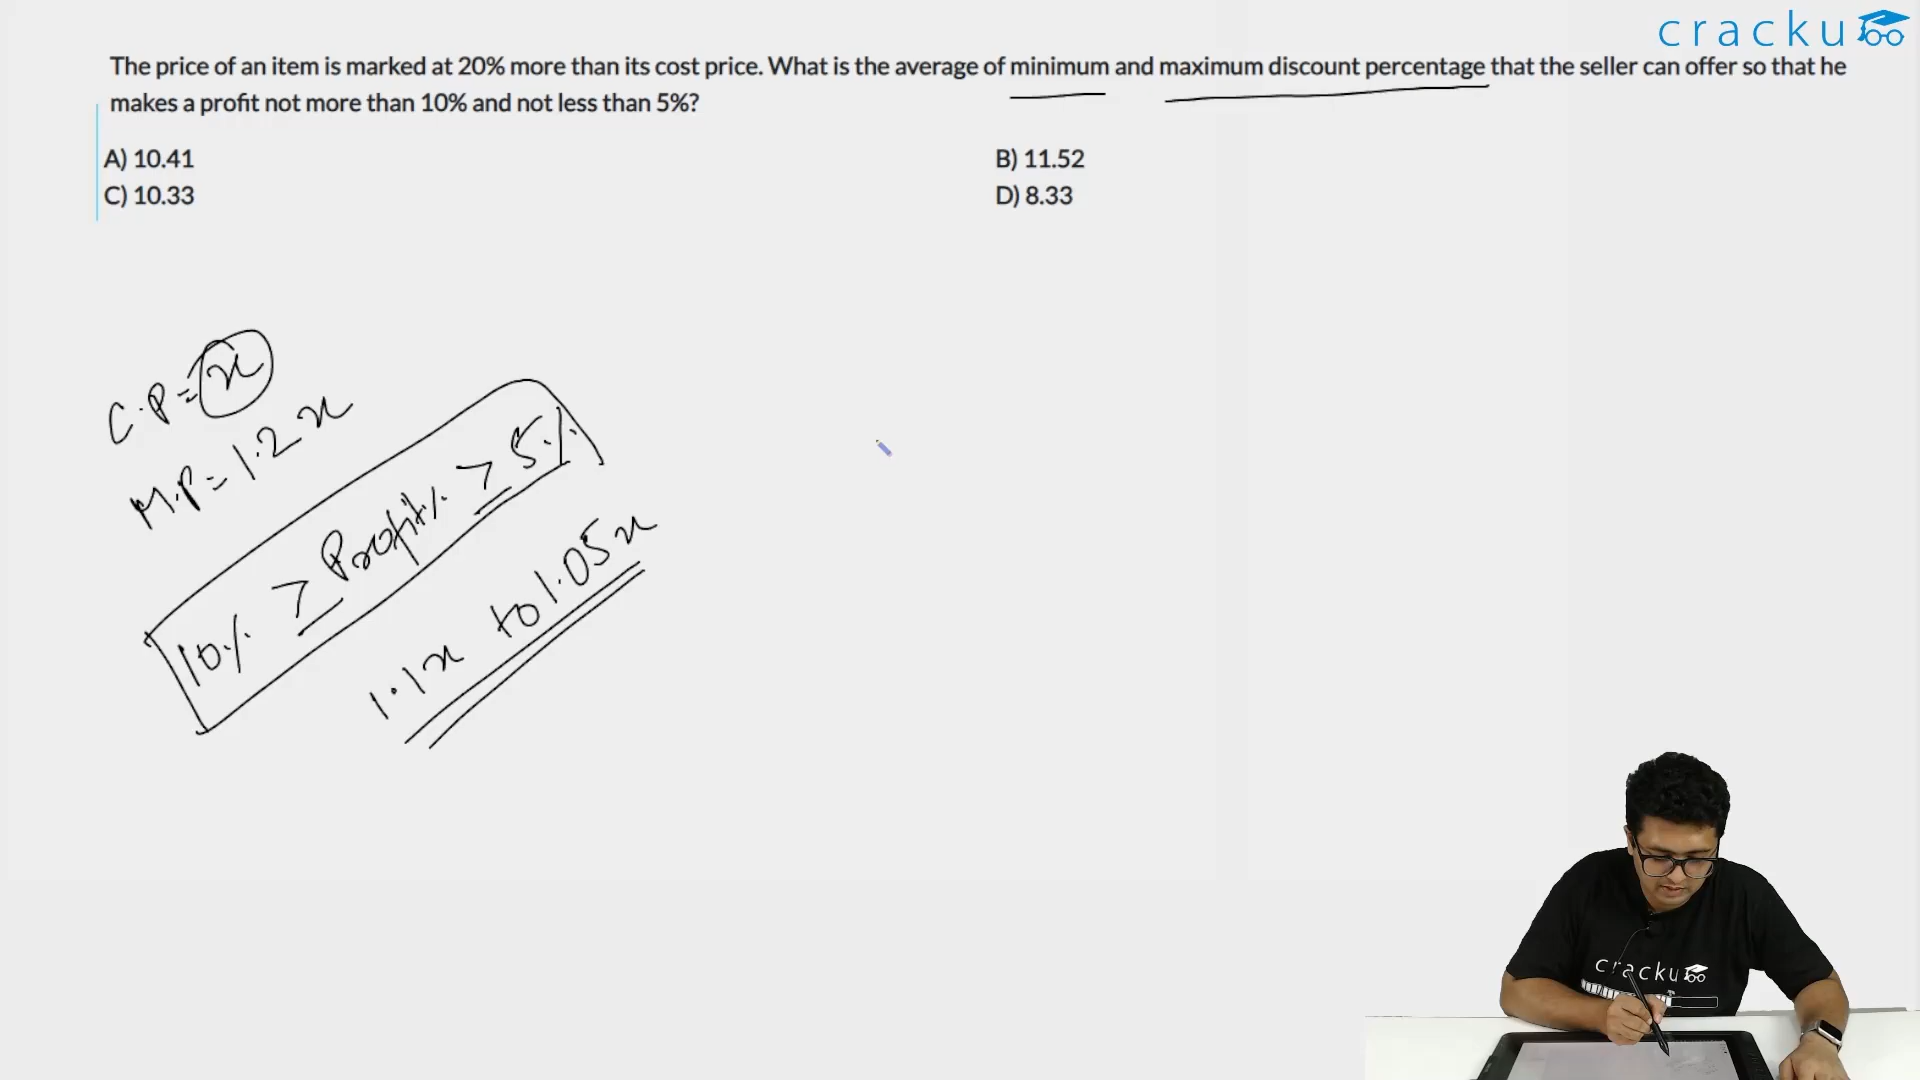 cracku
The price of an item is marked at 20% more than its cost price. What is the average of minimum and maximum discount percentage that the seller can offer so that he
makes a profit not more than 10% and not less than 5%?
A) 10.41
B) 11.52
C) 10.33
D) 8.33
C.P = x
M.P = 1.2x
10% ≥ Profit% ≥ 5%
1.1x to 1.05x
cracku